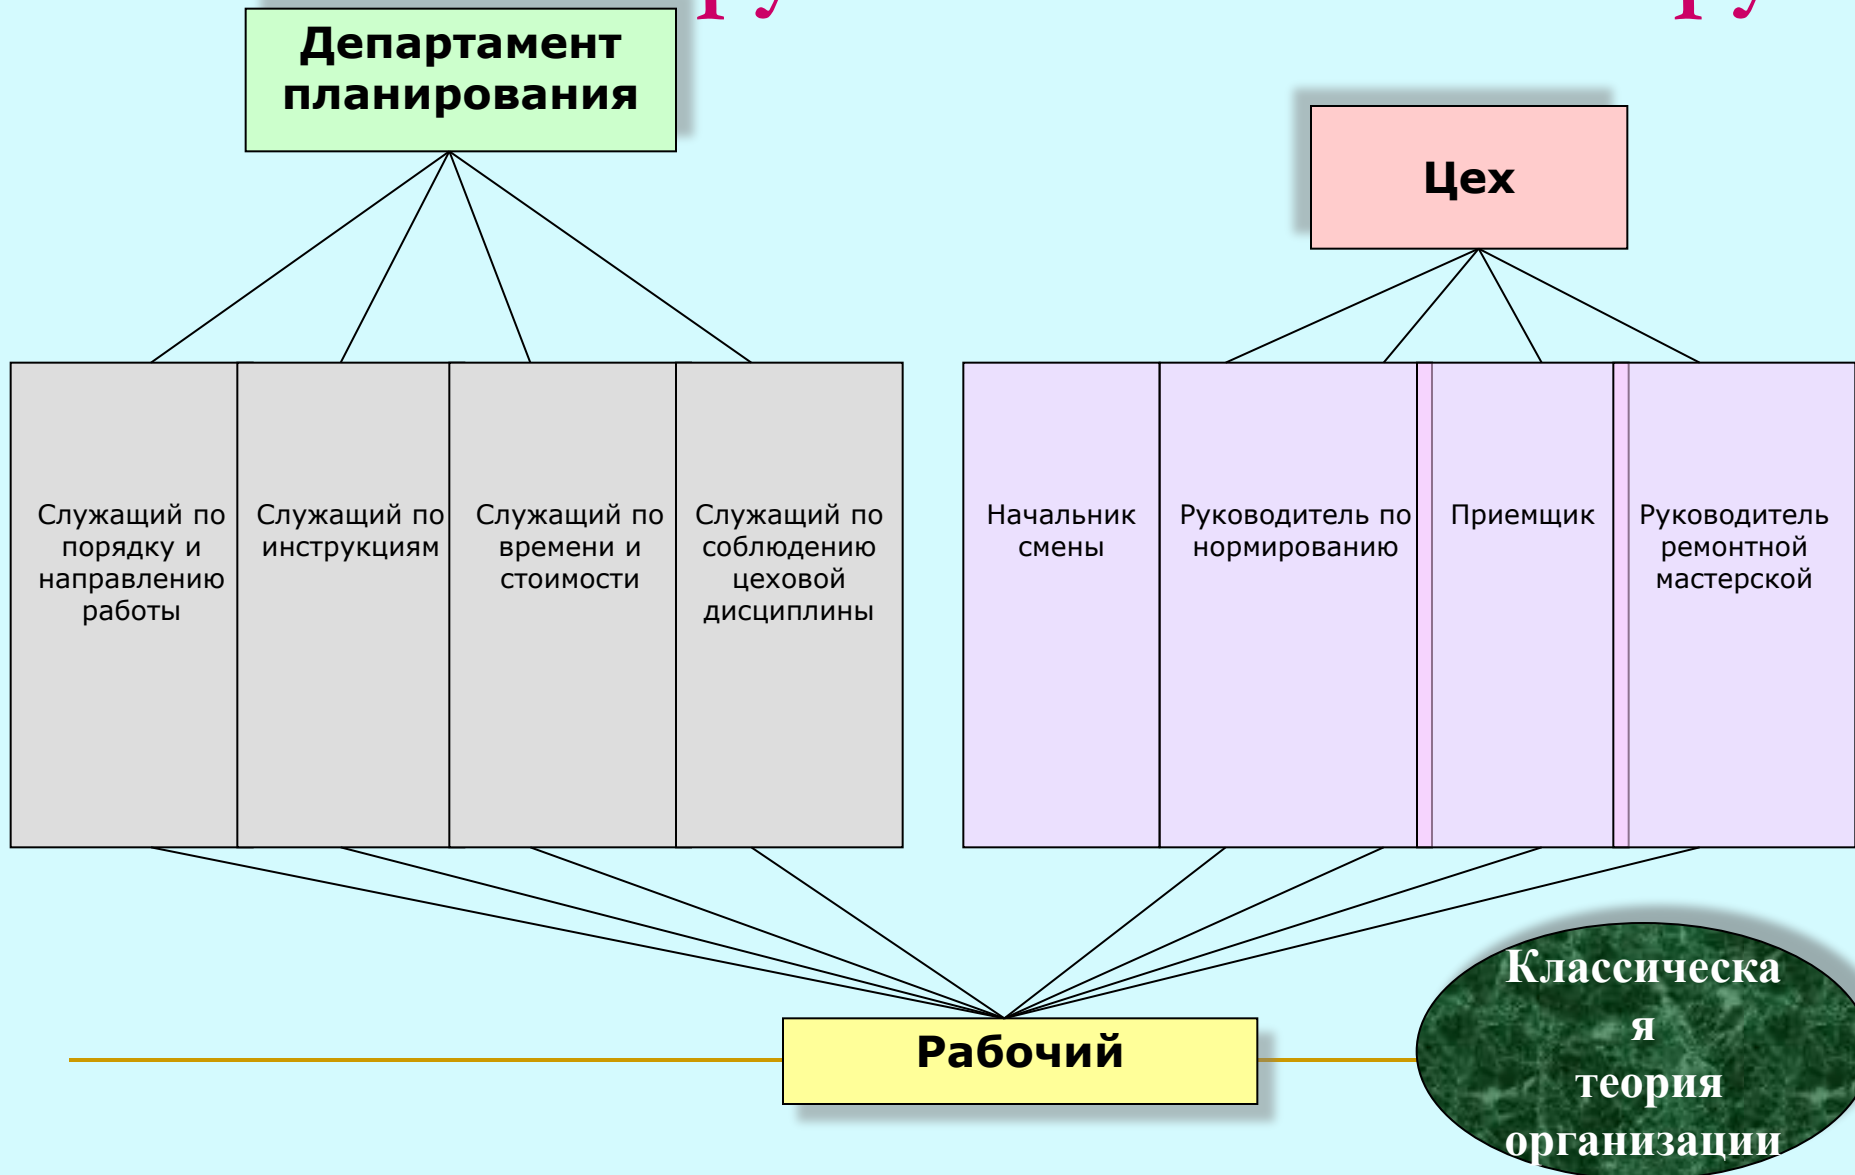 Департамент
планирования
Цех
Служащий по
порядку и
направлению
работы
Служащий по
инструкциям
Служащий по
времени и
стоимости
Служащий по
соблюдению
цеховой
дисциплины
Начальник
смены
Руководитель по
нормированию
Приемщик
Руководитель
ремонтной
мастерской
Рабочий
Классическа
я
теория
организации